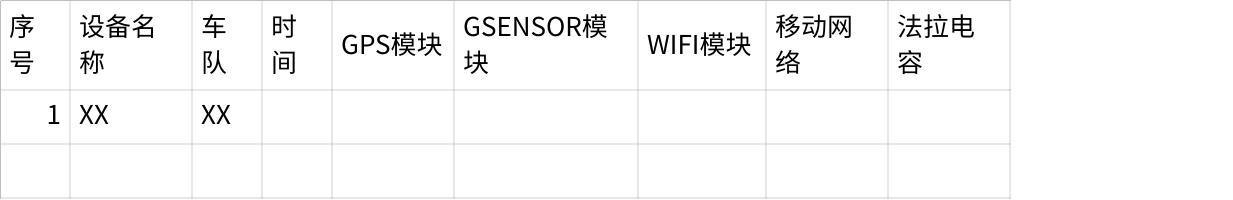 序号 设备名称 车队 时间 GPS模块 GSENSOR模块 WIFI模块 移动网络 法拉电容
1 XX XX